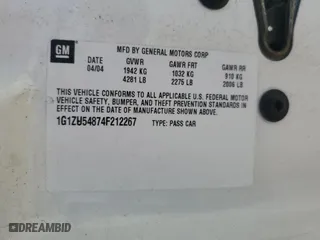 GM
MFD BY GENERAL MOTORS CORP
DATE GVWR GAWR FRT GAWR RR
04/04 1942 KG 1032 KG 910 KG
4281 LB 2275 LB 2006 LB
THIS VEHICLE CONFORMS TO ALL APPLICABLE U.S. FEDERAL MOTOR
VEHICLE SAFETY, BUMPER, AND THEFT PREVENTION STANDARDS IN
EFFECT ON THE DATE OF MANUFACTURE SHOWN ABOVE.
1G1ZU54874F212267 TYPE: PASS CAR
AutoBidCar